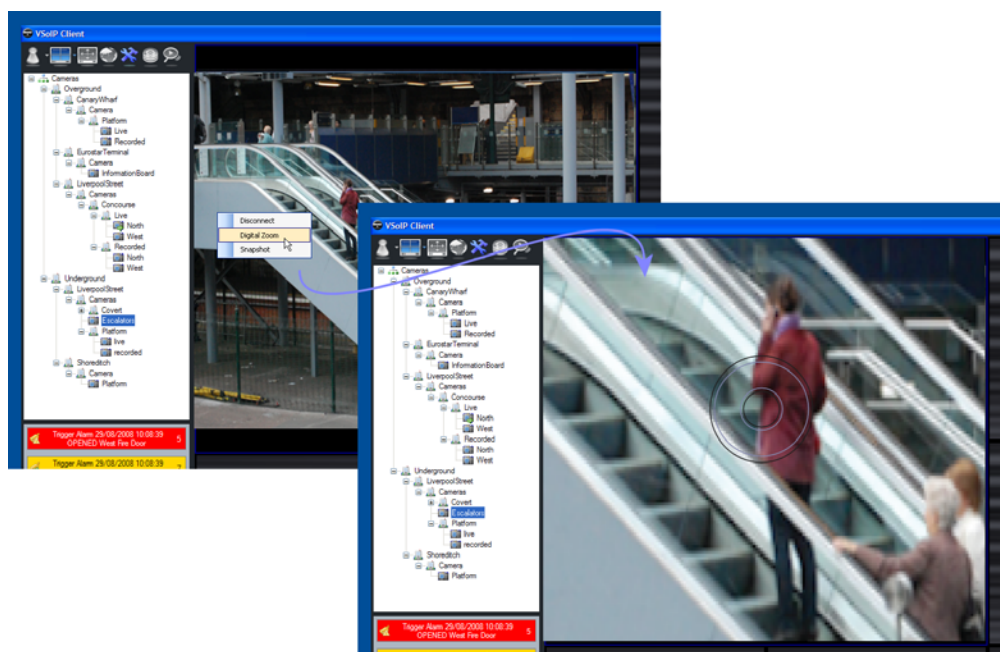 VSoIP Client
Cameras
Overground
CanaryWharf
Camera
Platform
Live
Recorded
EurostarTerminal
Camera
InformationBoard
LiverpoolStreet
Cameras
Concourse
Live
North
West
Recorded
North
West
Underground
LiverpoolStreet
Cameras
Covert
Escalators
Platform
live
recorded
Shoreditch
Camera
Platform
Trigger Alarm 29/08/2008 10:08:39 5
OPENED West Fire Door
Trigger Alarm 29/08/2008 10:08:39
Disconnect
Digital Zoom
Snapshot
VSoIP Client
Cameras
Overground
CanaryWharf
Camera
Platform
Live
Recorded
EurostarTerminal
Camera
InformationBoard
LiverpoolStreet
Cameras
Concourse
Live
North
West
Recorded
North
West
Underground
LiverpoolStreet
Cameras
Covert
Escalators
Platform
live
recorded
Shoreditch
Camera
Platform
Trigger Alarm 29/08/2008 10:08:39 5
OPENED West Fire Door